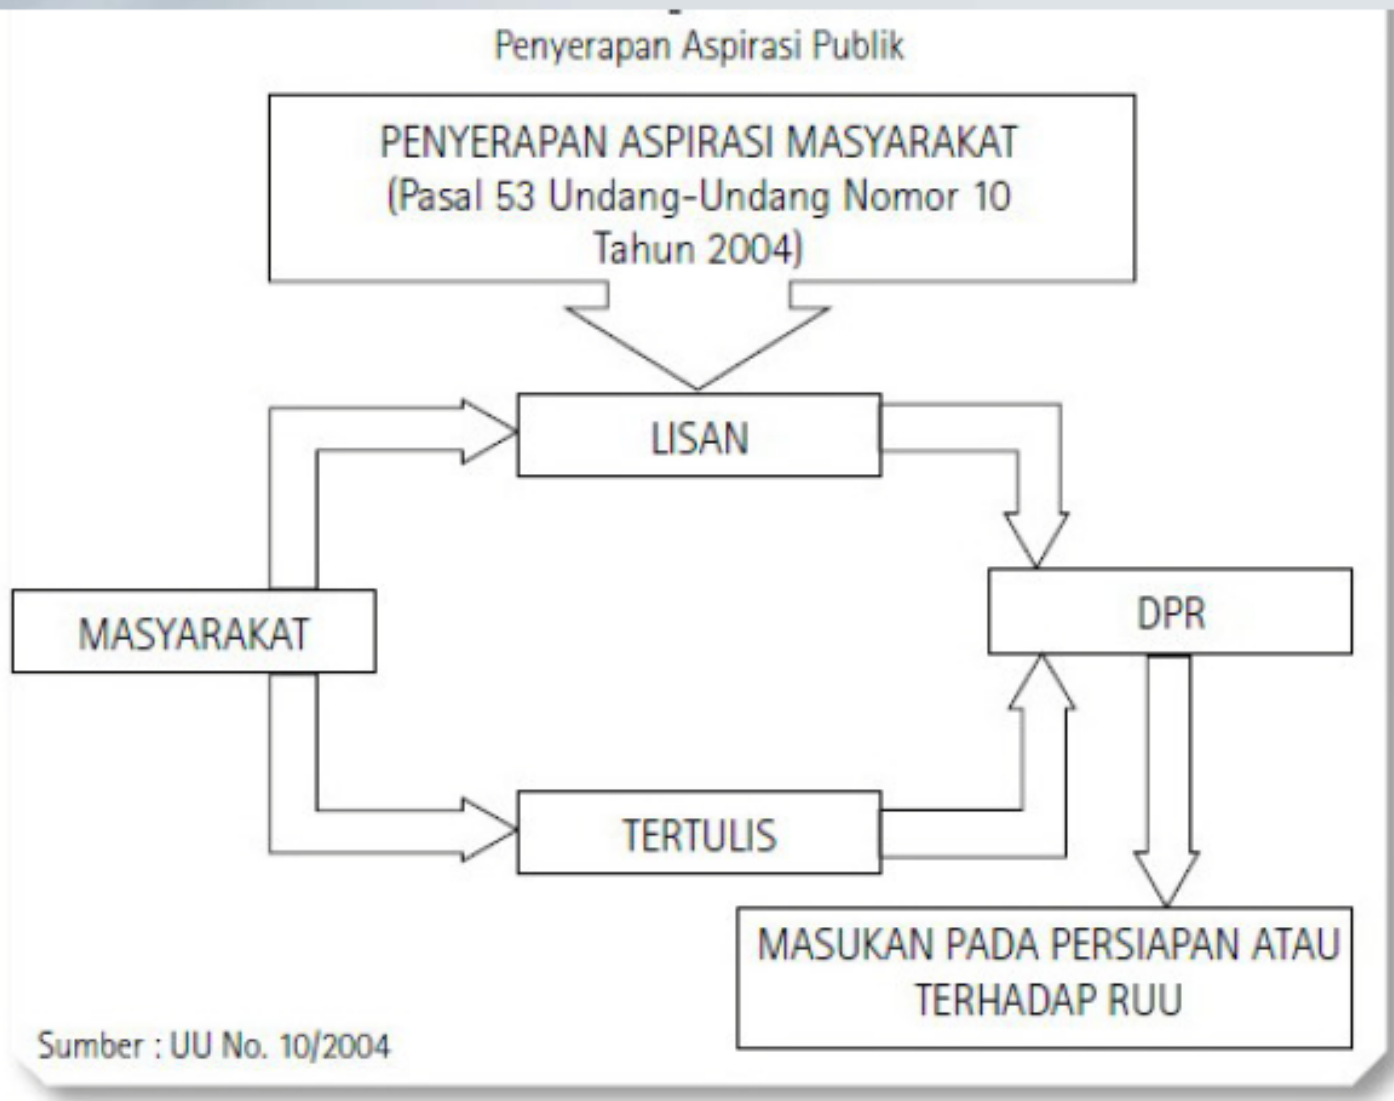 Penyerapan Aspirasi Publik
PENYERAPAN ASPIRASI MASYARAKAT
(Pasal 53 Undang-Undang Nomor 10
Tahun 2004)
LISAN
MASYARAKAT
DPR
TERTULIS
MASUKAN PADA PERSIAPAN ATAU
TERHADAP RUU
Sumber : UU No. 10/2004